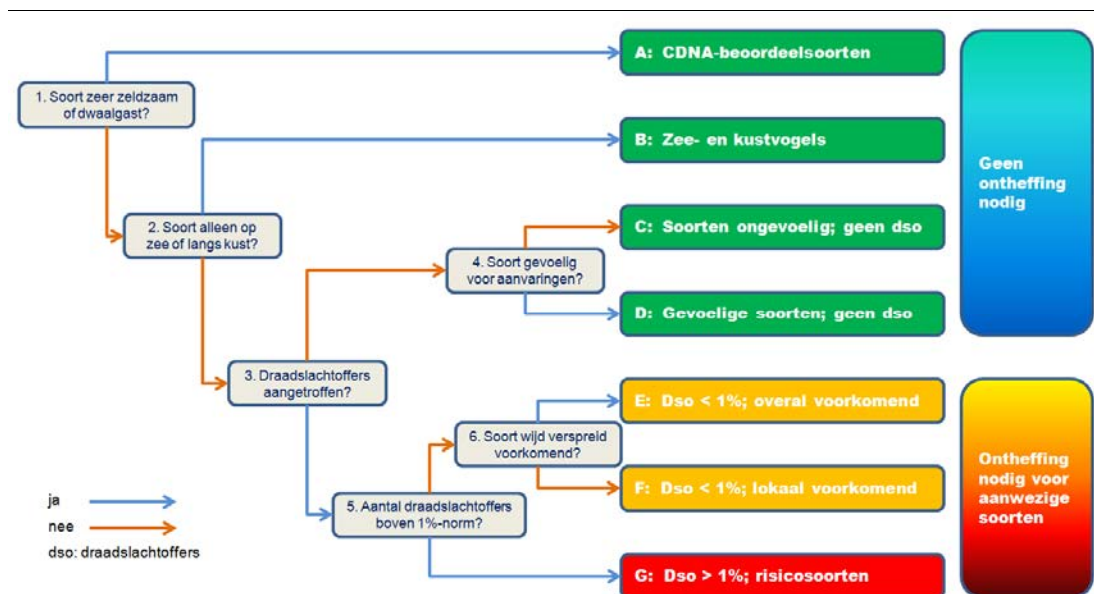 1. Soort zeer zeldzaam
of dwaalgast?
A: CDNA-beoordeelsoorten
B: Zee- en kustvogels
Geen
ontheffing
nodig
2. Soort alleen op
zee of langs kust?
C: Soorten ongevoelig; geen dso
4. Soort gevoelig
voor aanvaringen?
D: Gevoelige soorten; geen dso
3. Draadslachtoffers
aangetroffen?
E: Dso < 1%; overal voorkomend
6. Soort wijd verspreid
voorkomend?
F: Dso < 1%; lokaal voorkomend
Ontheffing
nodig voor
aanwezige
soorten
5. Aantal draadslachtoffers
boven 1%-norm?
G: Dso > 1%; risicosoorten
ja
nee
dso: draadslachtoffers